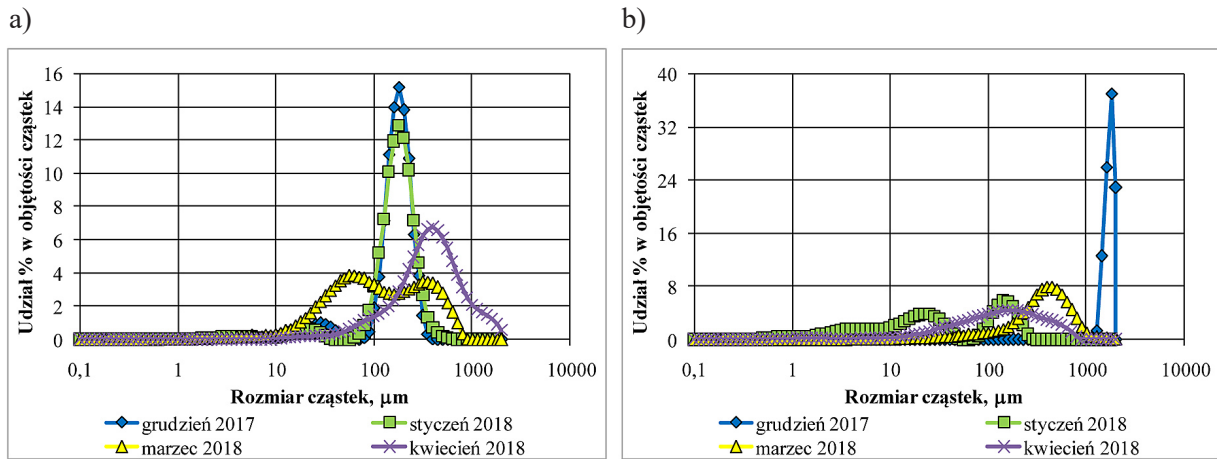 a)
Udział % w objętości cząstek
16
14
12
10
8
6
4
2
0
0,1 1 10 100 1000 10000
Rozmiar cząstek, µm
grudzień 2017 styczeń 2018
marzec 2018 kwiecień 2018
b)
Udział % w objętości cząstek
40
32
24
16
8
0
0,1 1 10 100 1000 10000
Rozmiar cząstek, µm
grudzień 2017 styczeń 2018
marzec 2018 kwiecień 2018